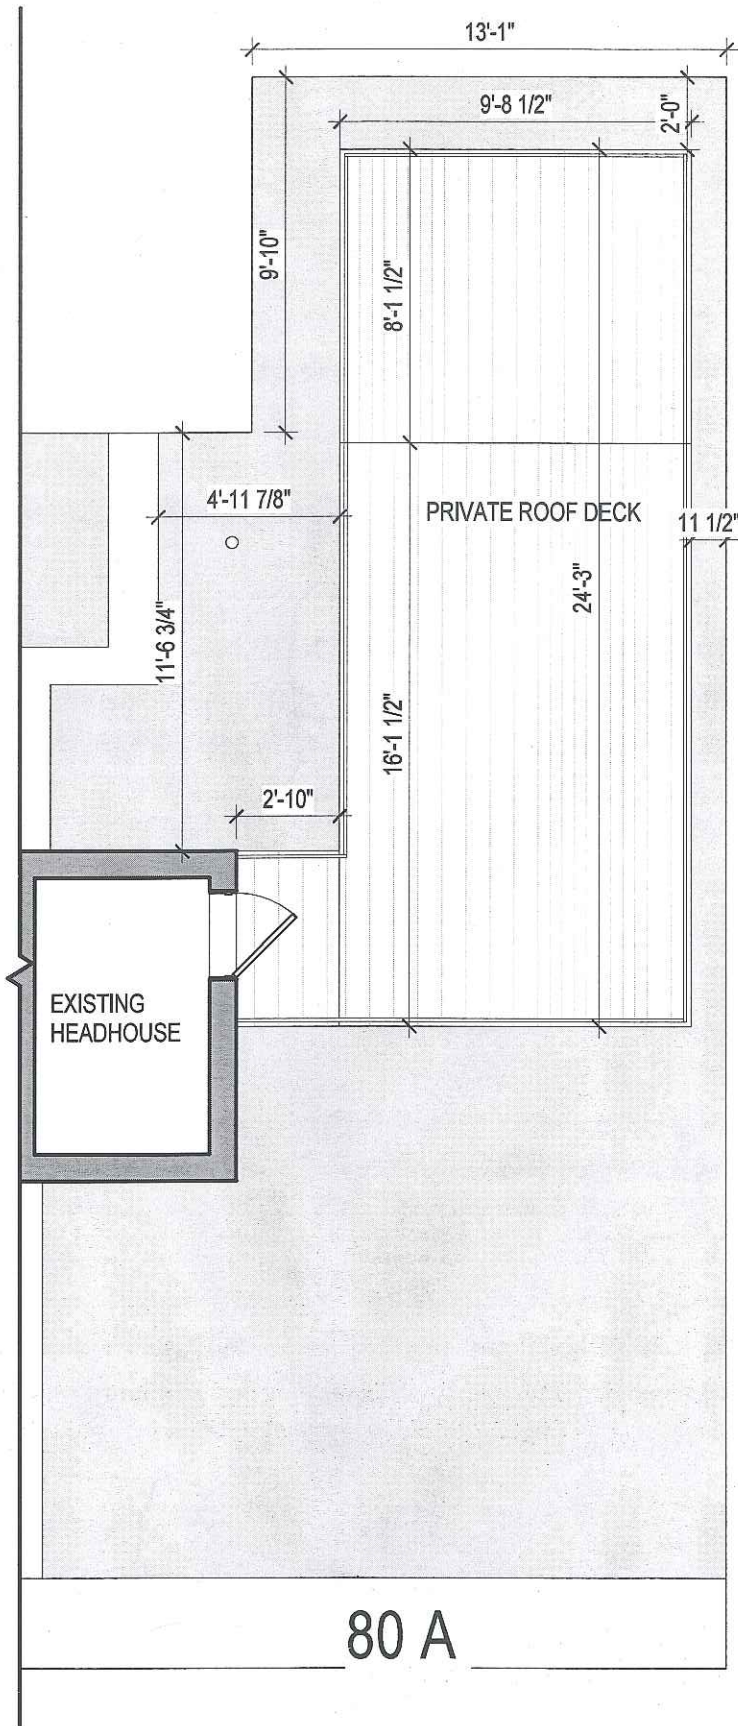 13'-1"
9'-8 1/2"
2'-0"
9'-10"
8'-1 1/2"
4'-11 7/8"
PRIVATE ROOF DECK
11 1/2"
24'-3"
11'-6 3/4"
16'-1 1/2"
2'-10"
EXISTING
HEADHOUSE
80 A